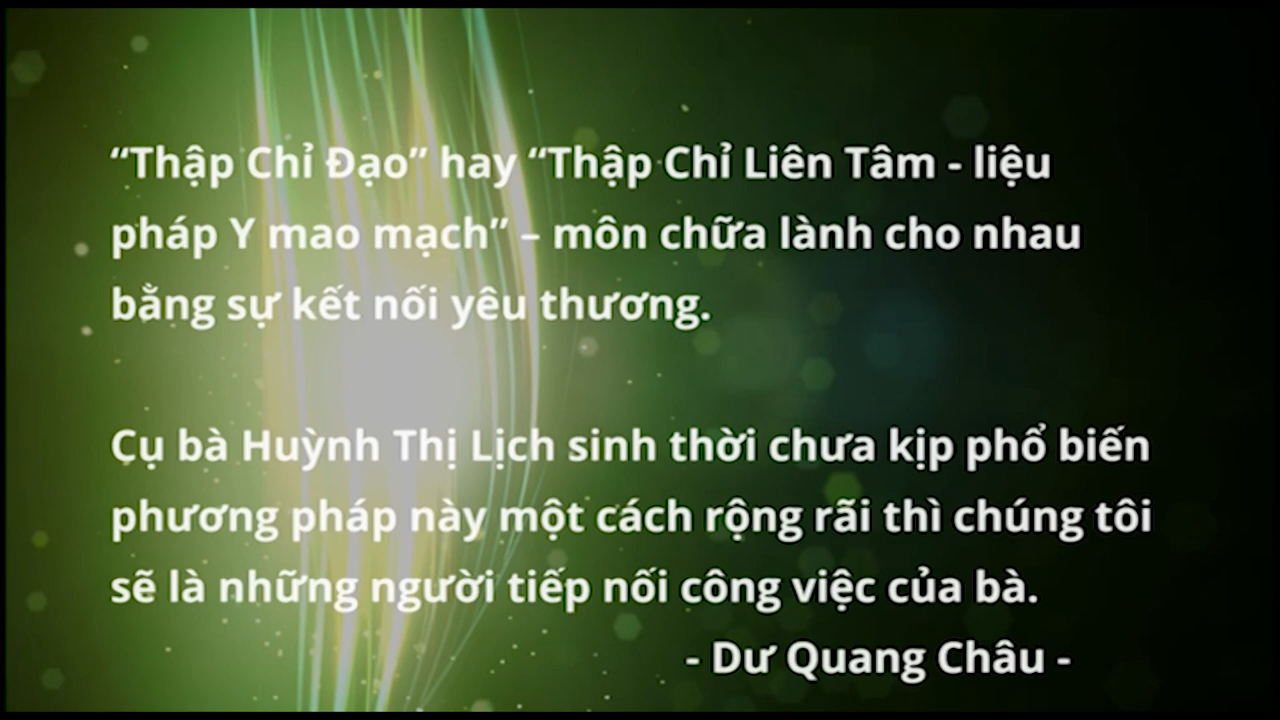 “Thập Chỉ Đạo” hay “Thập Chỉ Liên Tâm - liệu
pháp Y mao mạch” – môn chữa lành cho nhau
bằng sự kết nối yêu thương.
Cụ bà Huỳnh Thị Lịch sinh thời chưa kịp phổ biến
phương pháp này một cách rộng rãi thì chúng tôi
sẽ là những người tiếp nối công việc của bà.
- Dư Quang Châu -